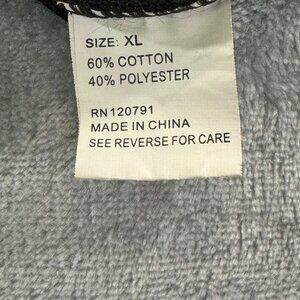 SIZE: XL
60% COTTON
40% POLYESTER
RN 120791
MADE IN CHINA
SEE REVERSE FOR CARE